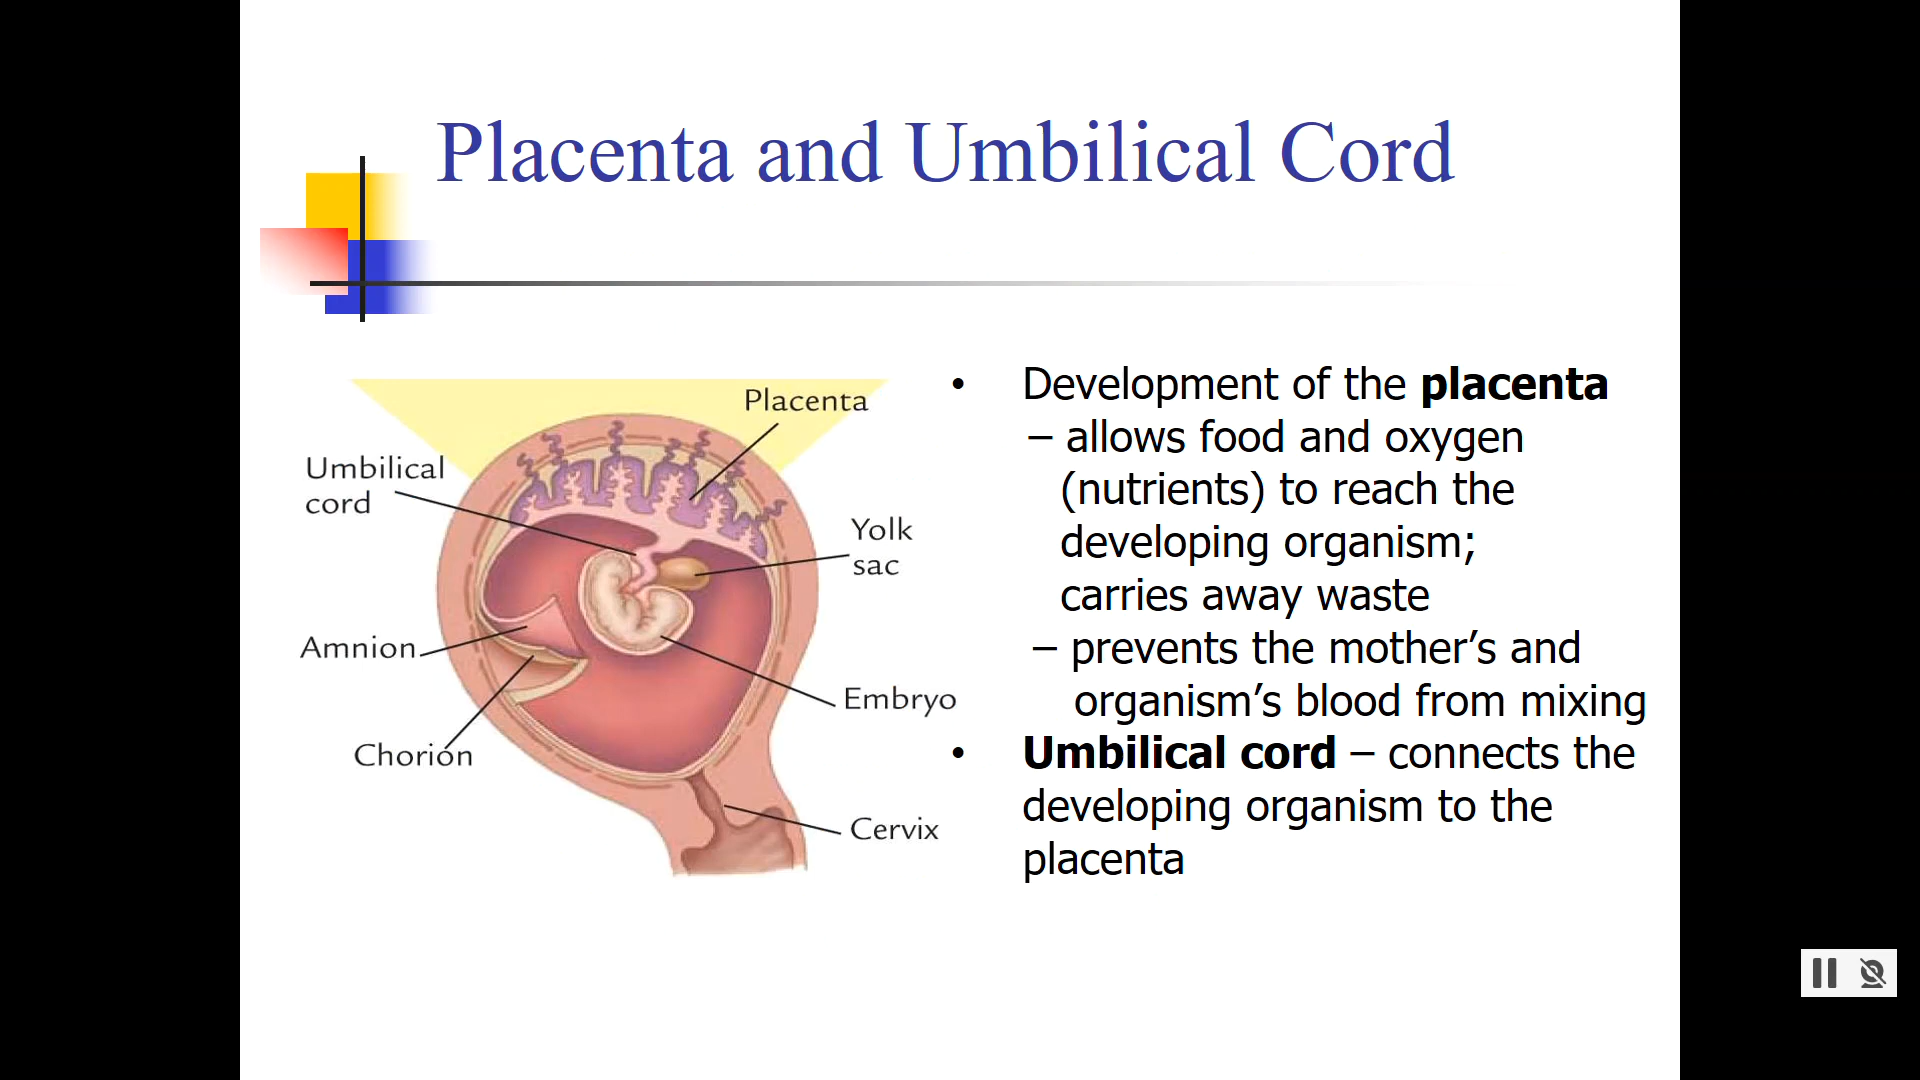 Placenta and Umbilical Cord
Placenta
Umbilical
cord
Yolk
sac
Amnion
Embryo
Chorion
Cervix
• Development of the placenta
– allows food and oxygen
(nutrients) to reach the
developing organism;
carries away waste
– prevents the mother’s and
organism’s blood from mixing
• Umbilical cord – connects the
developing organism to the
placenta